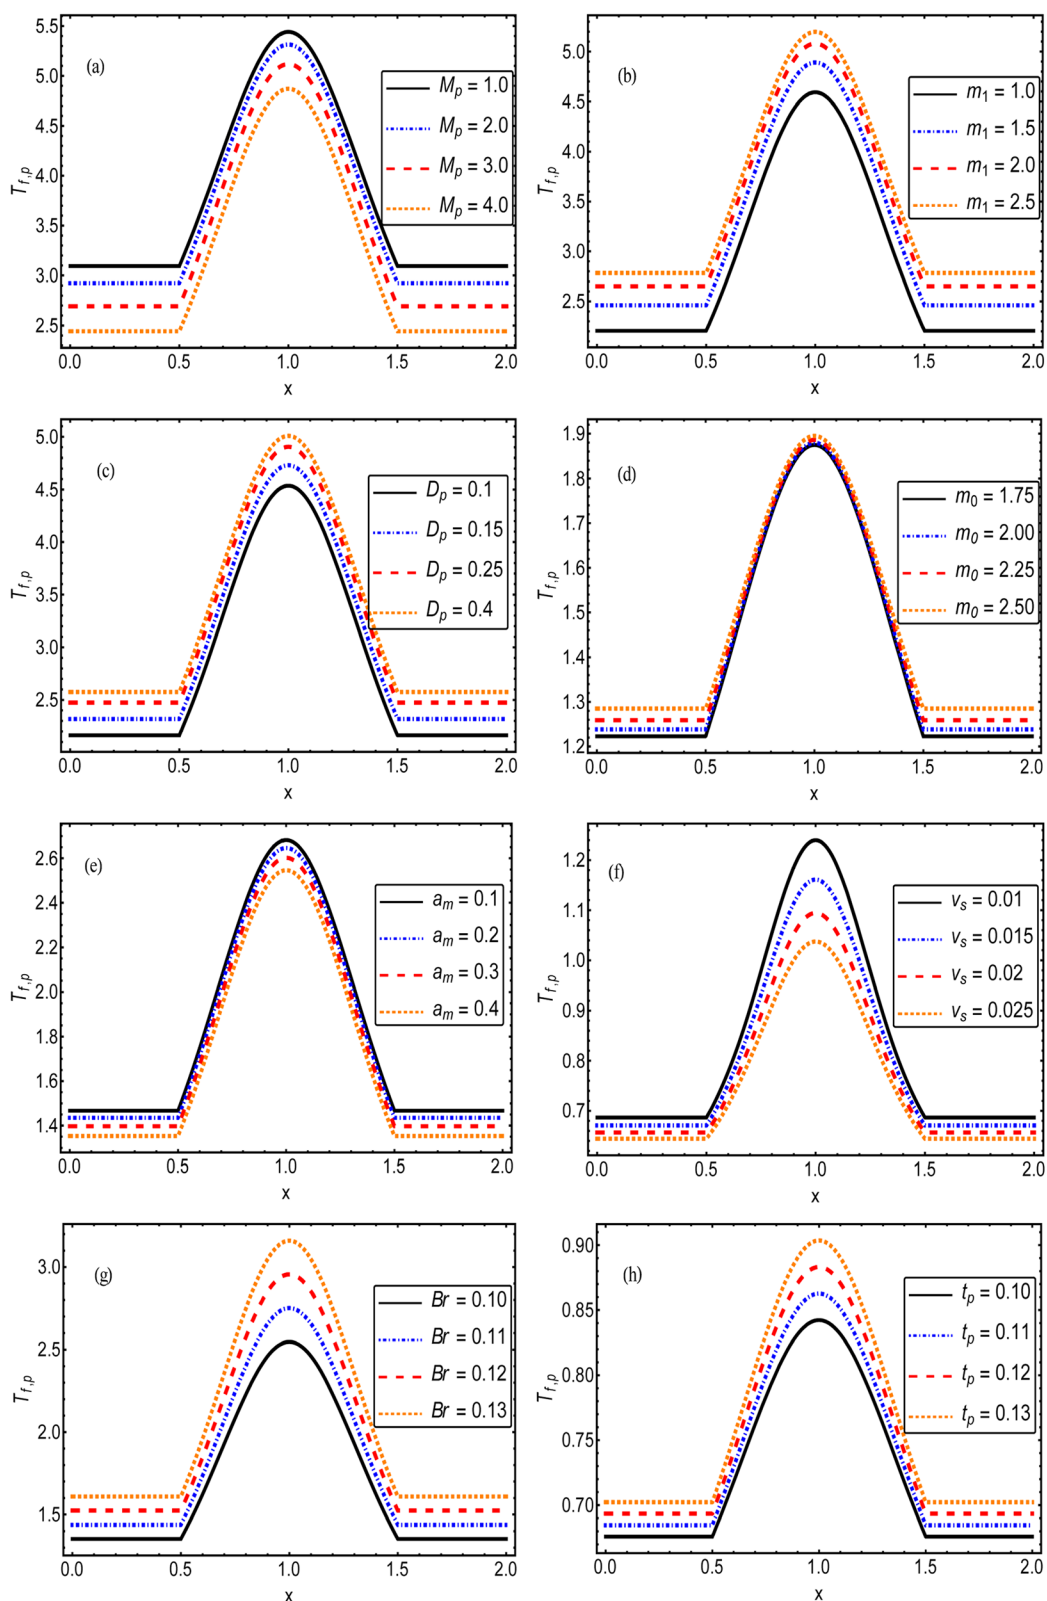 (a)
T_f,p
5.5
5.0
4.5
4.0
3.5
3.0
2.5
M_p = 1.0
M_p = 2.0
M_p = 3.0
M_p = 4.0
0.0 0.5 1.0 1.5 2.0
x
(b)
T_f,p
5.0
4.5
4.0
3.5
3.0
2.5
m_1 = 1.0
m_1 = 1.5
m_1 = 2.0
m_1 = 2.5
0.0 0.5 1.0 1.5 2.0
x
(c)
T_f,p
5.0
4.5
4.0
3.5
3.0
2.5
D_p = 0.1
D_p = 0.15
D_p = 0.25
D_p = 0.4
0.0 0.5 1.0 1.5 2.0
x
(d)
T_f,p
1.9
1.8
1.7
1.6
1.5
1.4
1.3
1.2
m_0 = 1.75
m_0 = 2.00
m_0 = 2.25
m_0 = 2.50
0.0 0.5 1.0 1.5 2.0
x
(e)
T_f,p
2.6
2.4
2.2
2.0
1.8
1.6
1.4
a_m = 0.1
a_m = 0.2
a_m = 0.3
a_m = 0.4
0.0 0.5 1.0 1.5 2.0
x
(f)
T_f,p
1.2
1.1
1.0
0.9
0.8
0.7
v_s = 0.01
v_s = 0.015
v_s = 0.02
v_s = 0.025
0.0 0.5 1.0 1.5 2.0
x
(g)
T_f,p
3.0
2.5
2.0
1.5
Br = 0.10
Br = 0.11
Br = 0.12
Br = 0.13
0.0 0.5 1.0 1.5 2.0
x
(h)
T_f,p
0.90
0.85
0.80
0.75
0.70
t_p = 0.10
t_p = 0.11
t_p = 0.12
t_p = 0.13
0.0 0.5 1.0 1.5 2.0
x